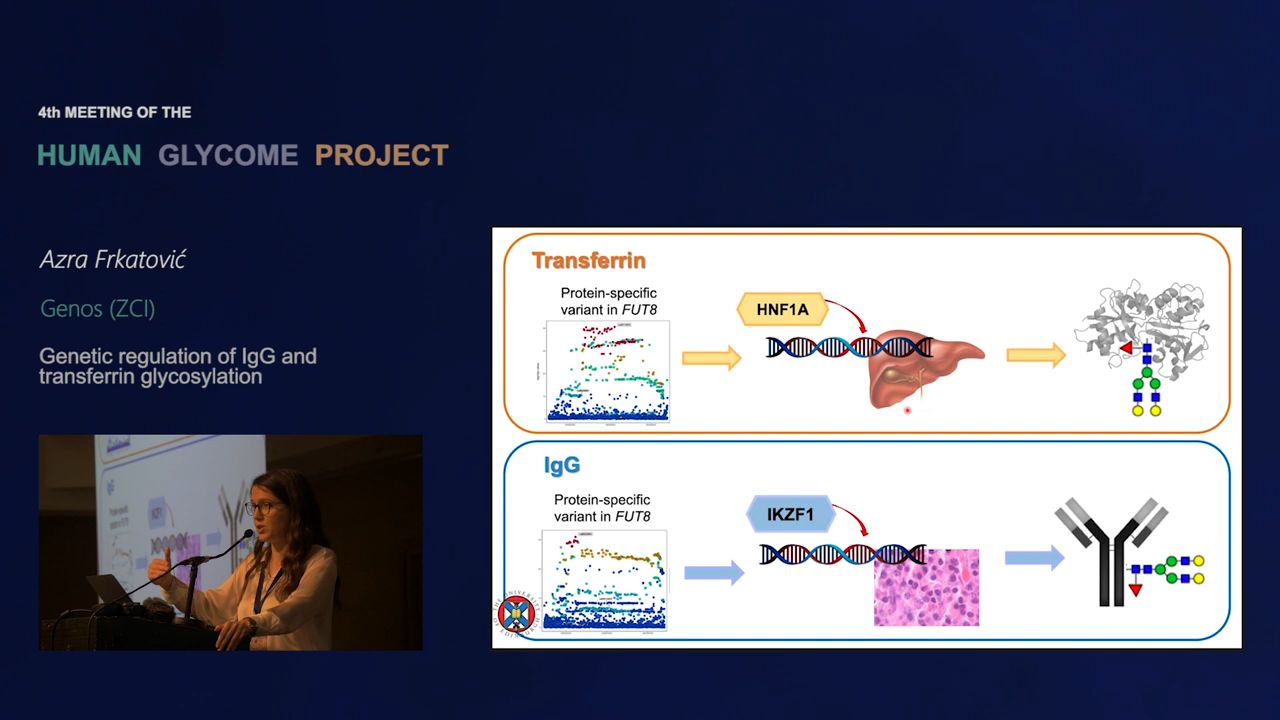 4th MEETING OF THE
HUMAN GLYCOME PROJECT
Azra Frkatović
Genos (ZCI)
Genetic regulation of IgG and
transferrin glycosylation
Transferrin
Protein-specific
variant in FUT8
HNF1A
IgG
Protein-specific
variant in FUT8
IKZF1